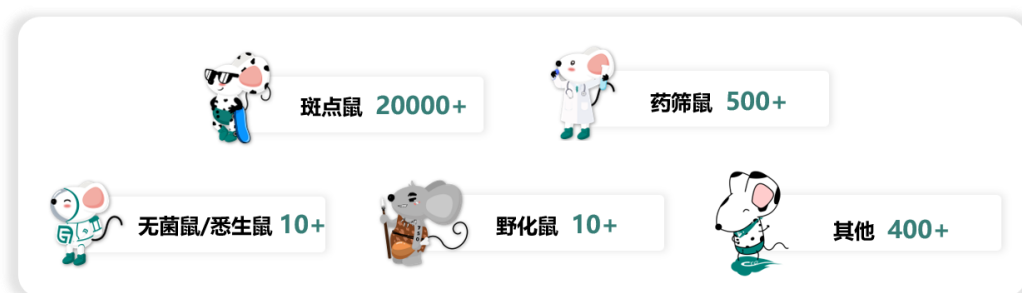 斑点鼠 20000+
药筛鼠 500+
无菌鼠/悉生鼠 10+
野化鼠 10+
其他 400+